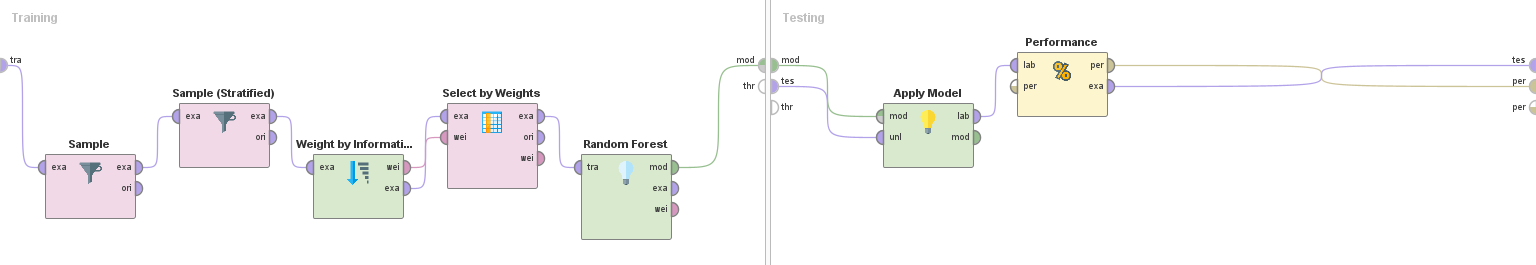 Training
tra
Sample
exa
exa
ori
Sample (Stratified)
exa
exa
ori
Weight by Informati...
exa
wei
exa
Select by Weights
exa
wei
exa
ori
wei
Random Forest
tra
mod
exa
wei
mod
thr
Testing
mod
tes
thr
Apply Model
mod
unl
lab
mod
Performance
lab
per
per
exa
%
tes
per
per